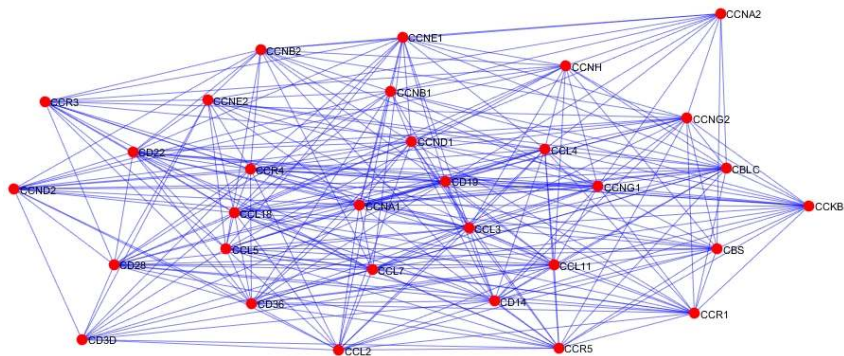 CCNA2
CCNE1
CCNB2
CCNH
CCNB1
CCR3
CCNE2
CCNG2
CCND1
CCL4
CD22
CCR4
CBLC
CD19
CCNG1
CCND2
CCNA1
CCKB
CCL18
CCL3
CCL5
CBS
CD28
CCL7
CCL11
CD36
CD14
CCR1
CD3D
CCL2
CCR5